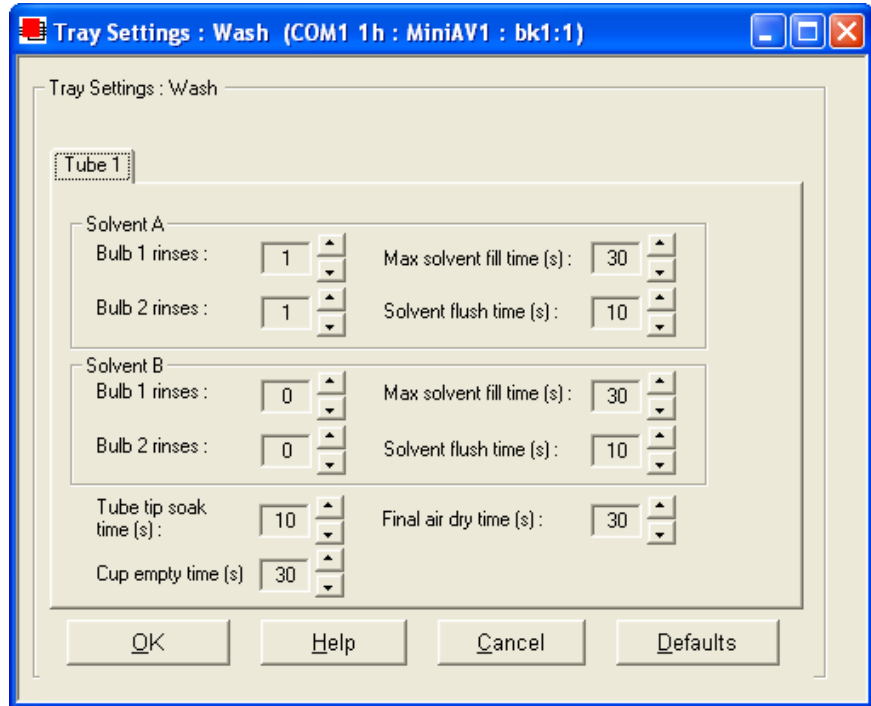 Tray Settings : Wash (COM1 1h : MiniAV1 : bk1:1)
Tray Settings : Wash
Tube 1
Solvent A
Bulb 1 rinses : 1 Max solvent fill time (s) : 30
Bulb 2 rinses : 1 Solvent flush time (s) : 10
Solvent B
Bulb 1 rinses : 0 Max solvent fill time (s) : 30
Bulb 2 rinses : 0 Solvent flush time (s) : 10
Tube tip soak
time (s) : 10 Final air dry time (s) : 30
Cup empty time (s) 30
OK Help Cancel Defaults